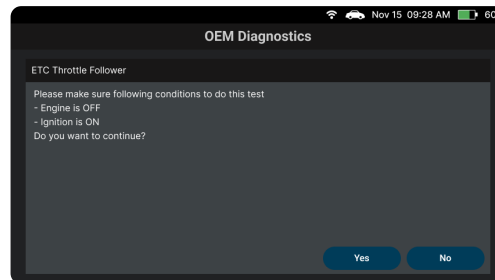 Nov 15 09:28 AM 60
OEM Diagnostics
ETC Throttle Follower
Please make sure following conditions to do this test
- Engine is OFF
- Ignition is ON
Do you want to continue?
Yes No